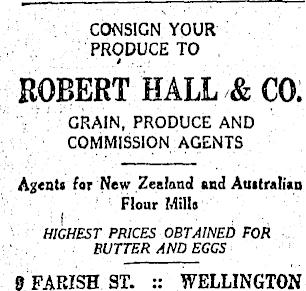 CONSIGN YOUR
PRODUCE TO
ROBERT HALL & CO.
GRAIN, PRODUCE AND
COMMISSION AGENTS
Agents for New Zealand and Australian
Flour Mills
HIGHEST PRICES OBTAINED FOR
BUTTER AND EGGS
9 FARISH ST. :: WELLINGTON